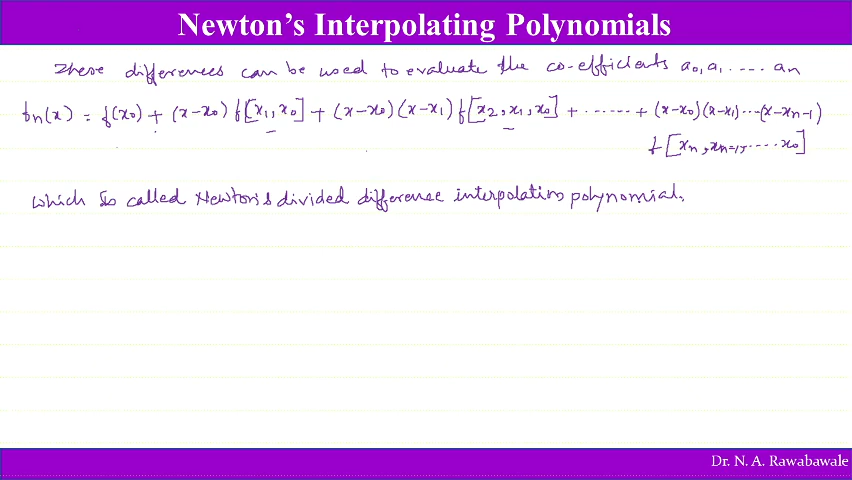 Newton's Interpolating Polynomials
These differences can be used to evaluate the co-efficients a0, a1 ..... an
fn(x) = f(x0) + (x-x0) f[x1, x0] + (x-x0) (x-x1) f[x2, x1, x0] + ....... + (x-x0) (x-x1) ... (x-xn-1)
f[xn, xn-1, ..... x0]
which is called Newton's divided difference interpolating polynomial.
Dr. N. A. Rawabawale